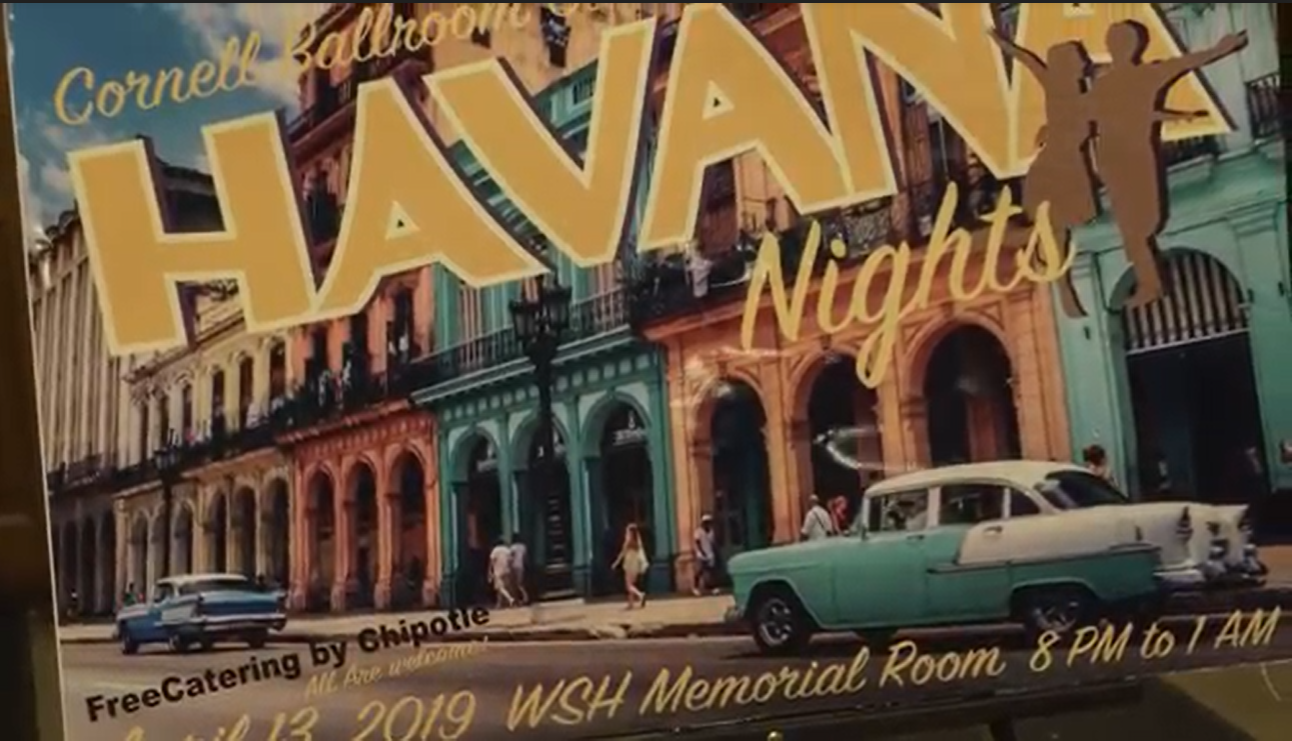 Cornell Ballroom
HAVANA
Nights
FreeCatering by Chipotle
All Are welcome!
April 13, 2019 WSH Memorial Room 8 PM to 1 AM